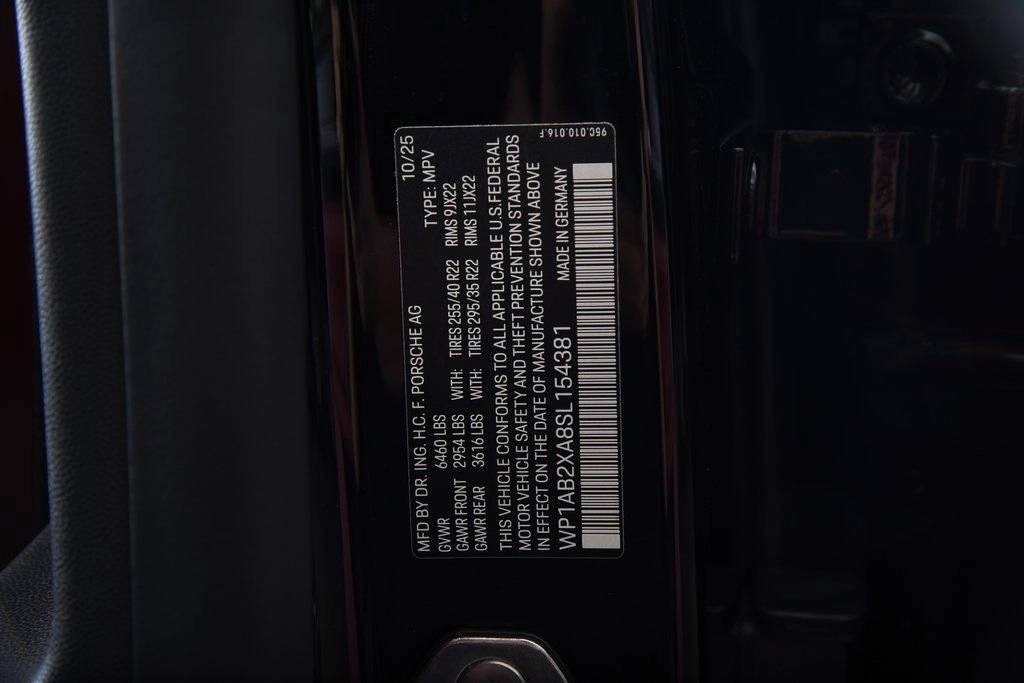 95C.010.016.F
MFD BY DR. ING. H.C. F. PORSCHE AG 10/25
GVWR 6460 LBS TYPE: MPV
GAWR FRONT 2954 LBS WITH: TIRES 255/40 R22 RIMS 9JX22
GAWR REAR 3616 LBS WITH: TIRES 295/35 R22 RIMS 11JX22
THIS VEHICLE CONFORMS TO ALL APPLICABLE U.S.FEDERAL
MOTOR VEHICLE SAFETY AND THEFT PREVENTION STANDARDS
IN EFFECT ON THE DATE OF MANUFACTURE SHOWN ABOVE
WP1AB2XA8SL154381 MADE IN GERMANY